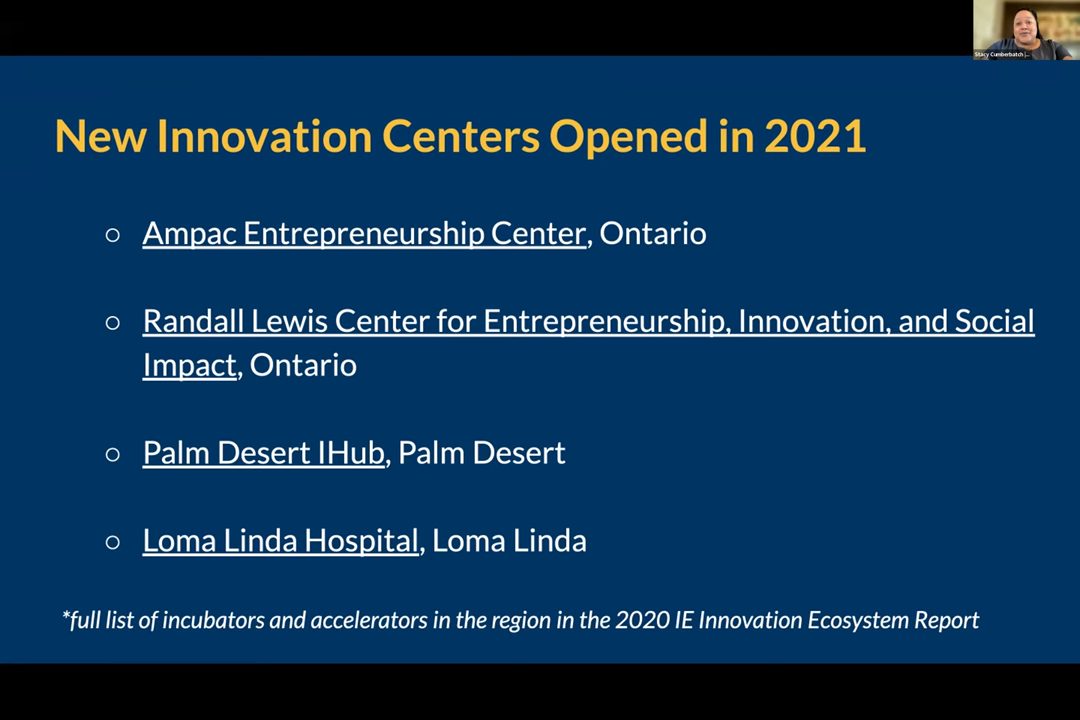 Stacy Cumberbatch |...
New Innovation Centers Opened in 2021
○ Ampac Entrepreneurship Center, Ontario
○ Randall Lewis Center for Entrepreneurship, Innovation, and Social
Impact, Ontario
○ Palm Desert IHub, Palm Desert
○ Loma Linda Hospital, Loma Linda
*full list of incubators and accelerators in the region in the 2020 IE Innovation Ecosystem Report